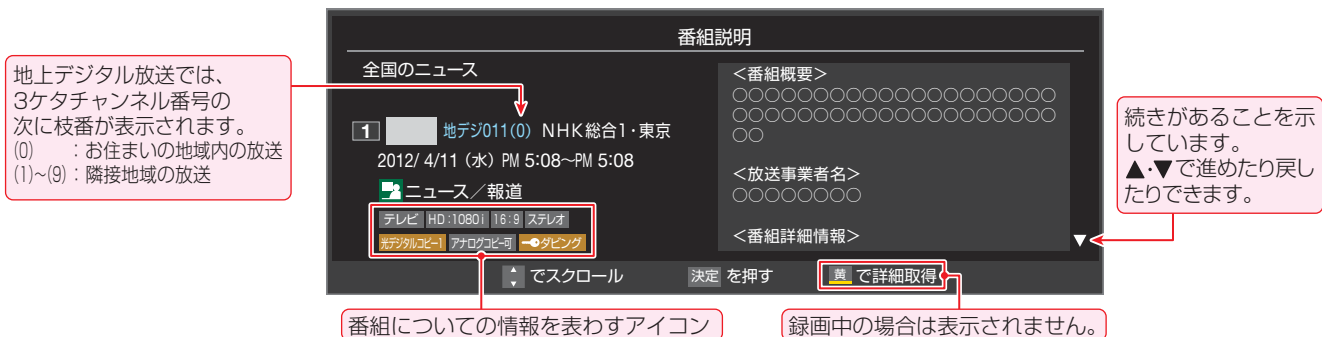 番組説明
地上デジタル放送では、
3ケタチャンネル番号の
次に枝番が表示されます。
(0) :お住まいの地域内の放送
(1)~(9):隣接地域の放送
全国のニュース
1 地デジ011(0) NHK総合1・東京
2012/ 4/11 (水) PM 5:08~PM 5:08
ニュース/報道
テレビ HD:1080i 16:9 ステレオ
光デジタルコピー1 アナログコピー可 ダビング
<番組概要>
○○○○○○○○○○○○○○○○○○○
○○○○○○○○○○○○○○○○○○○
○○
<放送事業者名>
○○○○○○○○
<番組詳細情報>
▼
続きがあることを示
しています。
▲・▼で進めたり戻し
たりできます。
でスクロール 決定 を押す 黄 で詳細取得
番組についての情報を表わすアイコン
録画中の場合は表示されません。